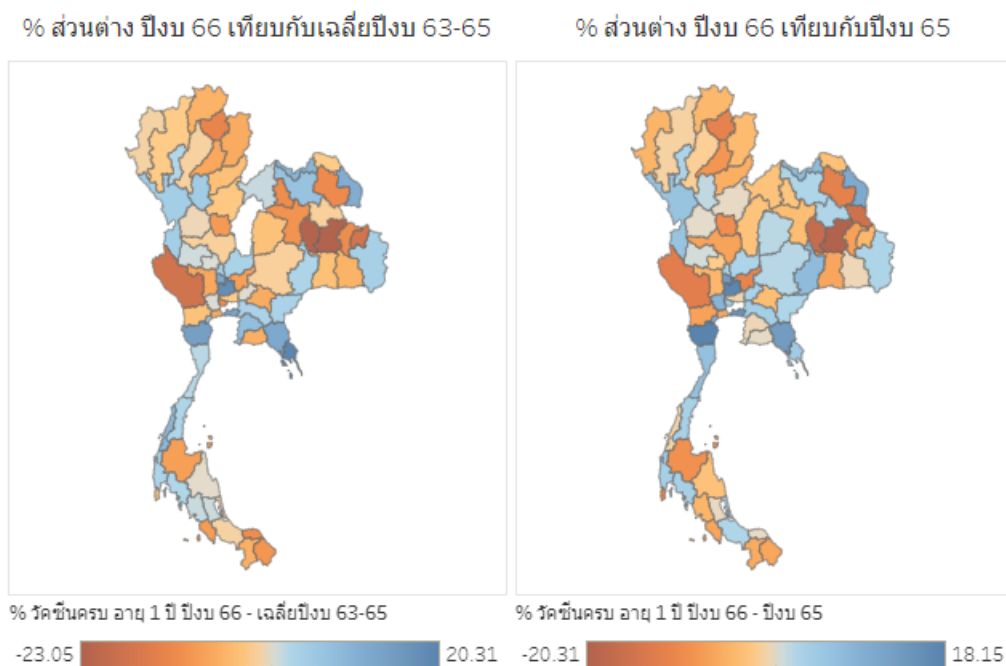 % ส่วนต่าง ปีงบ 66 เทียบกับเฉลี่ยปีงบ 63-65
% ส่วนต่าง ปีงบ 66 เทียบกับปีงบ 65
% วัคซีนครบ อายุ 1 ปี ปีงบ 66 - เฉลี่ยปีงบ 63-65
% วัคซีนครบ อายุ 1 ปี ปีงบ 66 - ปีงบ 65
-23.05 20.31
-20.31 18.15